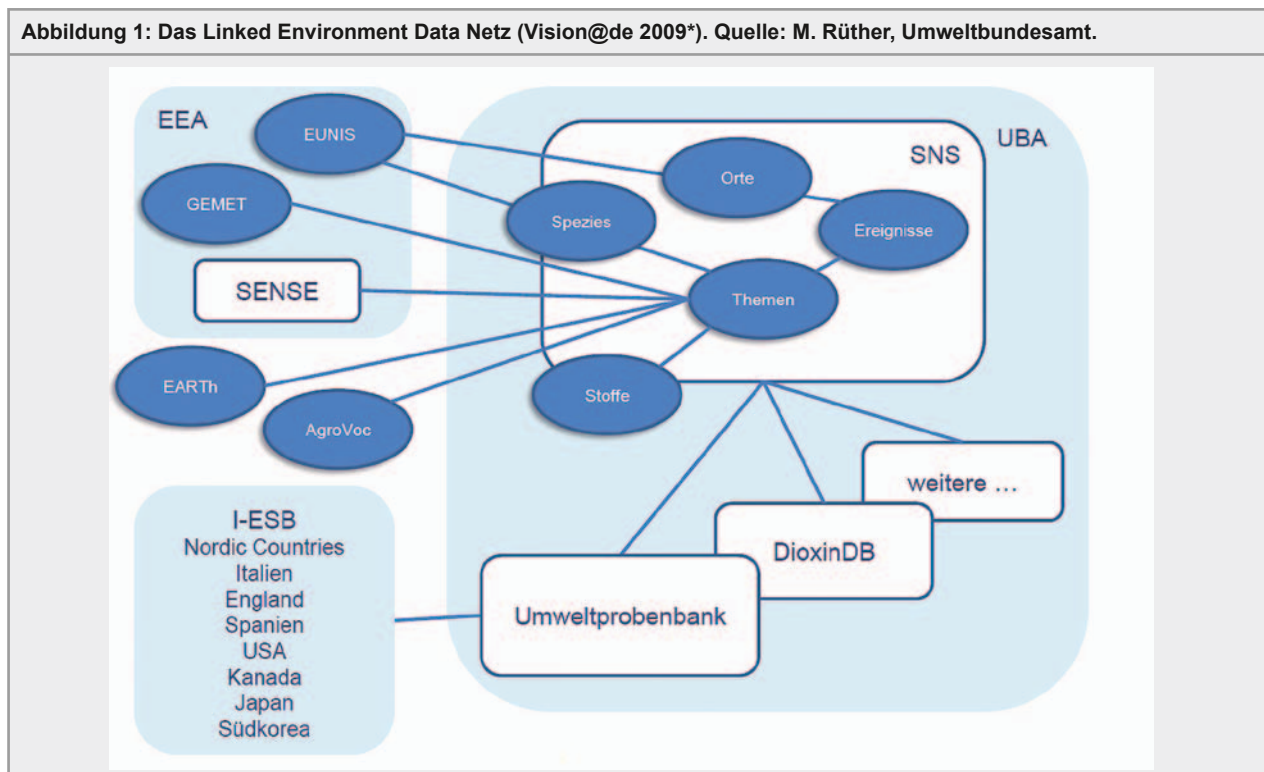 Abbildung 1: Das Linked Environment Data Netz (Vision@de 2009*). Quelle: M. Rüther, Umweltbundesamt.
EEA
EUNIS
GEMET
SENSE
EARTh
AgroVoc
UBA
SNS
Orte
Spezies
Ereignisse
Themen
Stoffe
weitere ...
DioxinDB
Umweltprobenbank
I-ESB
Nordic Countries
Italien
England
Spanien
USA
Kanada
Japan
Südkorea